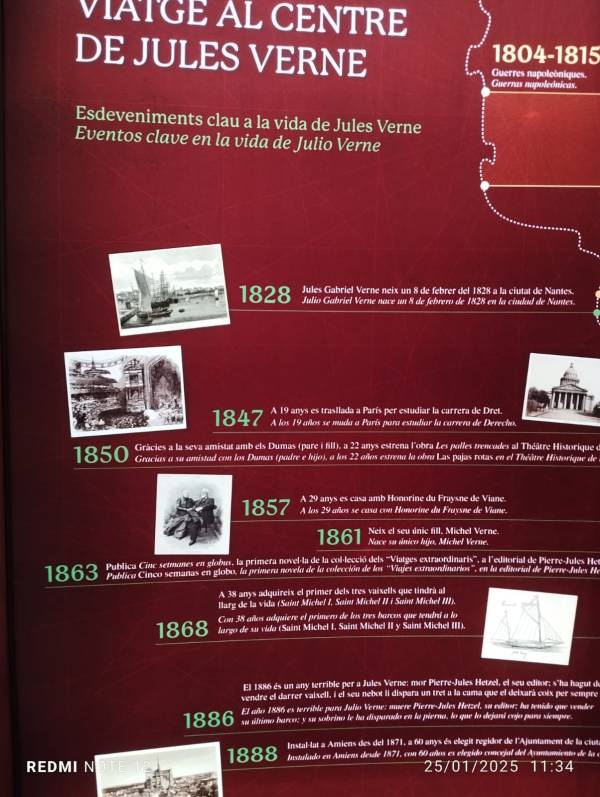 VIATGE AL CENTRE
DE JULES VERNE
Esdeveniments clau a la vida de Jules Verne
Eventos clave en la vida de Julio Verne
1804-1815
Guerres napoleòniques.
Guerras napoleónicas.
1828
Jules Gabriel Verne neix un 8 de febrer del 1828 a la ciutat de Nantes.
Julio Gabriel Verne nace un 8 de febrero de 1828 en la ciudad de Nantes.
1847
A 19 anys es trasllada a París per estudiar la carrera de Dret.
A los 19 años se muda a París para estudiar la carrera de Derecho.
1850
Gràcies a la seva amistat amb els Dumas (pare i fill), a 22 anys estrena l'obra Les palles trencades al Théâtre Historique d
Gracias a su amistad con los Dumas (padre e hijo), a los 22 años estrena la obra Las pajas rotas en el Théâtre Historique de
1857
A 29 anys es casa amb Honorine du Fraysne de Viane.
A los 29 años se casa con Honorine du Fraysne de Viane.
1861
Neix el seu únic fill, Michel Verne.
Nace su único hijo, Michel Verne.
1863
Publica Cinc setmanes en globus, la primera novel·la de la col·lecció dels "Viatges extraordinaris", a l'editorial de Pierre-Jules Het
Publica Cinco semanas en globo, la primera novela de la colección de los "Viajes extraordinarios", en la editorial de Pierre-Jules He
1868
A 38 anys adquireix el primer dels tres vaixells que tindrà al
llarg de la vida (Saint Michel I, Saint Michel II i Saint Michel III).
Con 38 años adquiere el primero de los tres barcos que tendrá a lo
largo de su vida (Saint Michel I, Saint Michel II y Saint Michel III).
1886
El 1886 és un any terrible per a Jules Verne: mor Pierre-Jules Hetzel, el seu editor; s'ha hagut de
vendre el darrer vaixell, i el seu nebot li dispara un tret a la cama que el deixarà coix per sempre
El año 1886 es terrible para Julio Verne: muere Pierre-Jules Hetzel, su editor; ha tenido que vender
su último barco; y su sobrino le ha disparado en la pierna, lo que lo dejará cojo para siempre.
1888
Instal·lat a Amiens des del 1871, a 60 anys és elegit regidor de l'Ajuntament de la ciuta
Instalado en Amiens desde 1871, con 60 años es elegido concejal del Ayuntamiento de la c
REDMI NOTE 12
25/01/2025 11:34